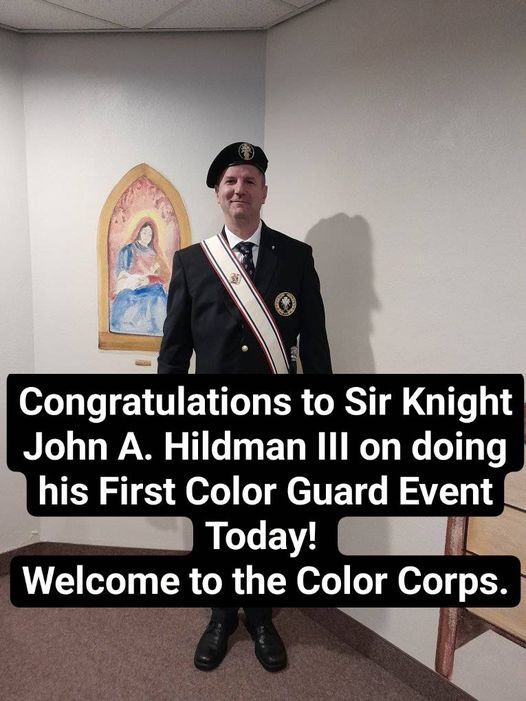 Congratulations to Sir Knight
John A. Hildman III on doing
his First Color Guard Event
Today!
Welcome to the Color Corps.